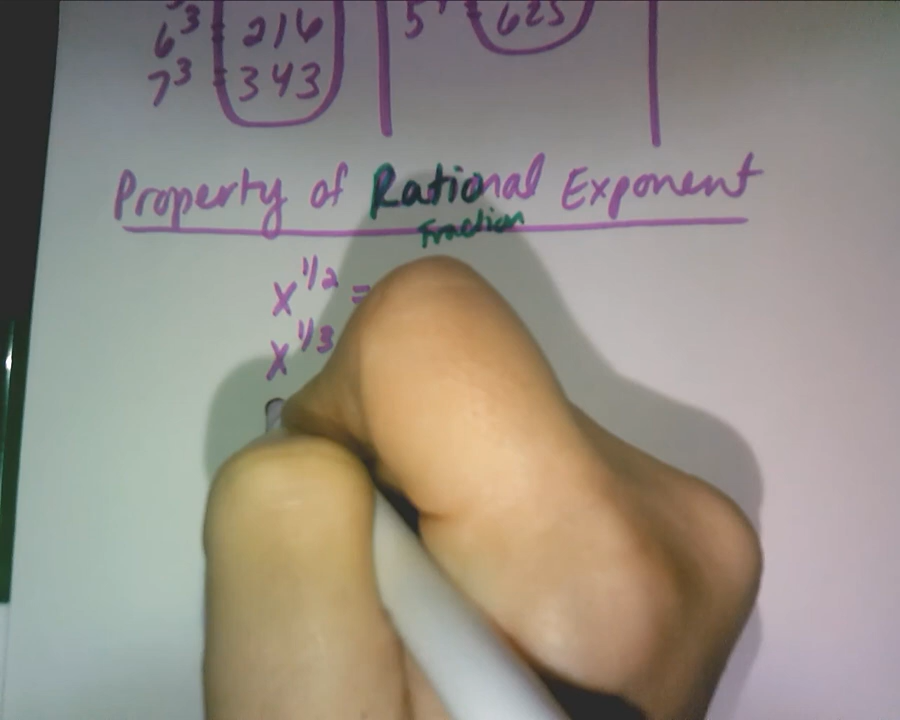 6³ = 216 5⁴ = 625
7³ = 343
Property of Rational Exponent
Fraction
x^1/2 =
x^1/3